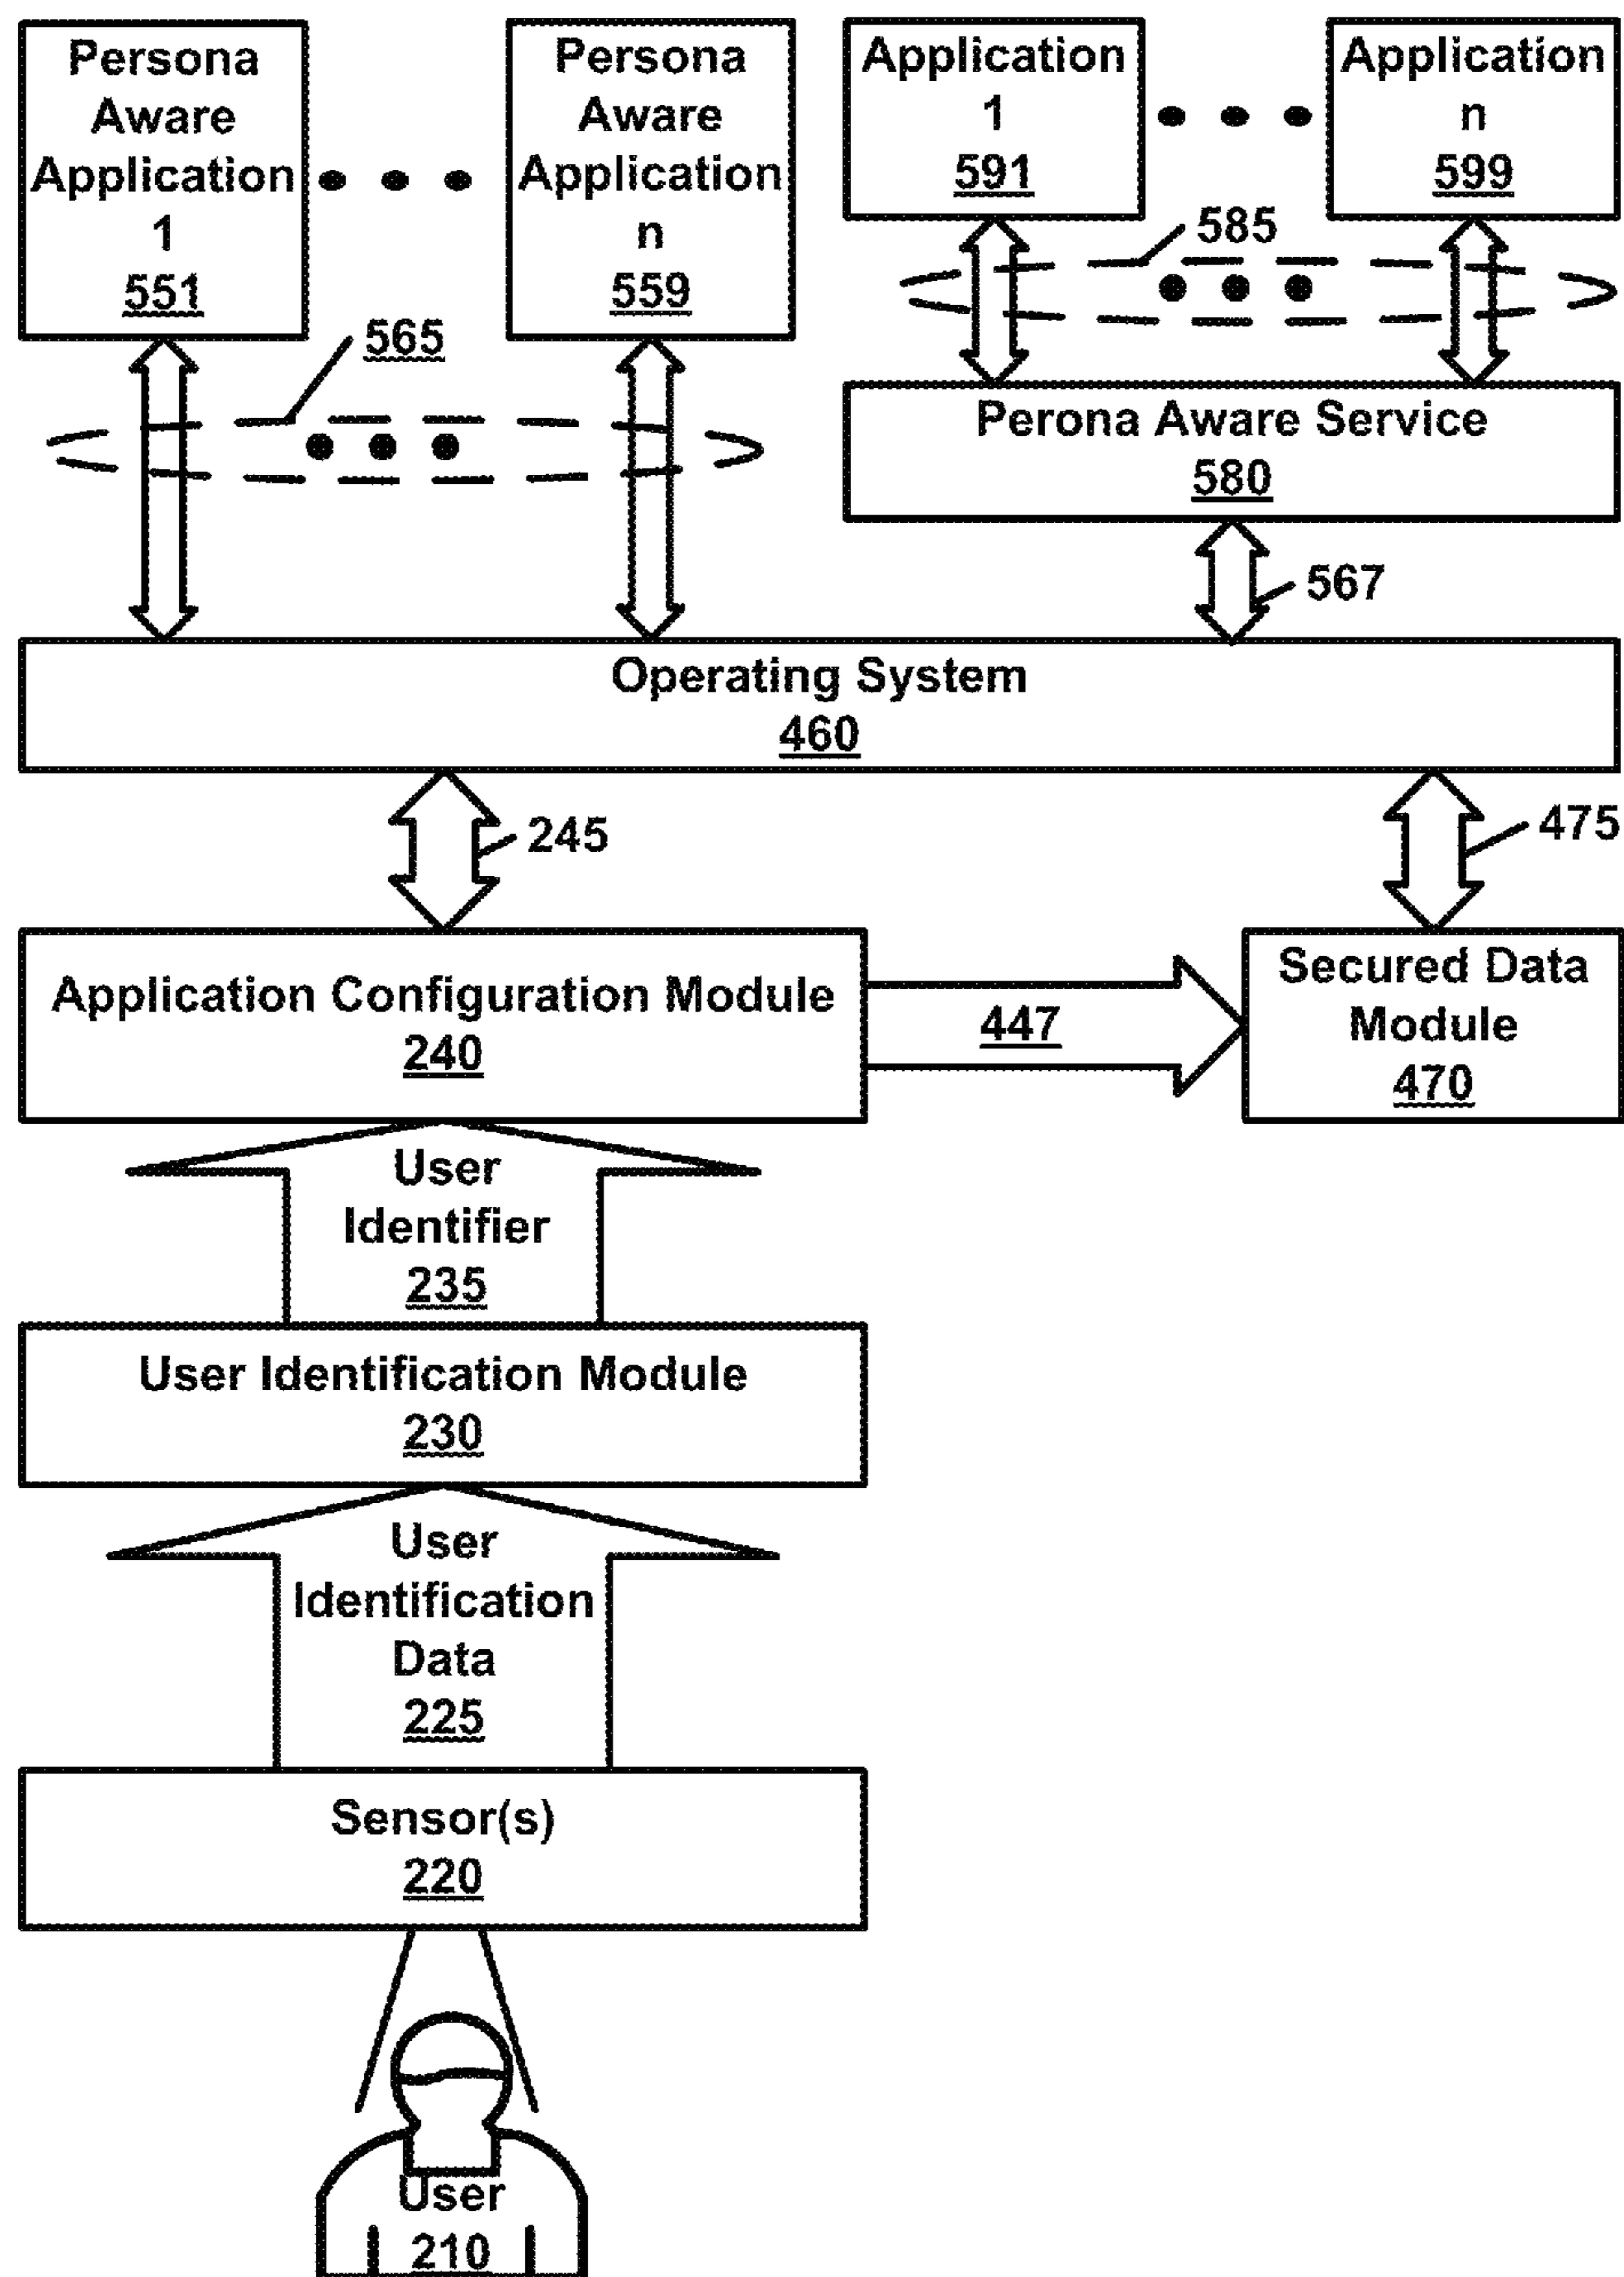 Persona
Aware
Application
1
551
Persona
Aware
Application
n
559
Application
1
591
Application
n
599
585
565
Perona Aware Service
580
567
Operating System
460
245
475
Application Configuration Module
240
447
Secured Data
Module
470
User
Identifier
235
User Identification Module
230
User
Identification
Data
225
Sensor(s)
220
User
210